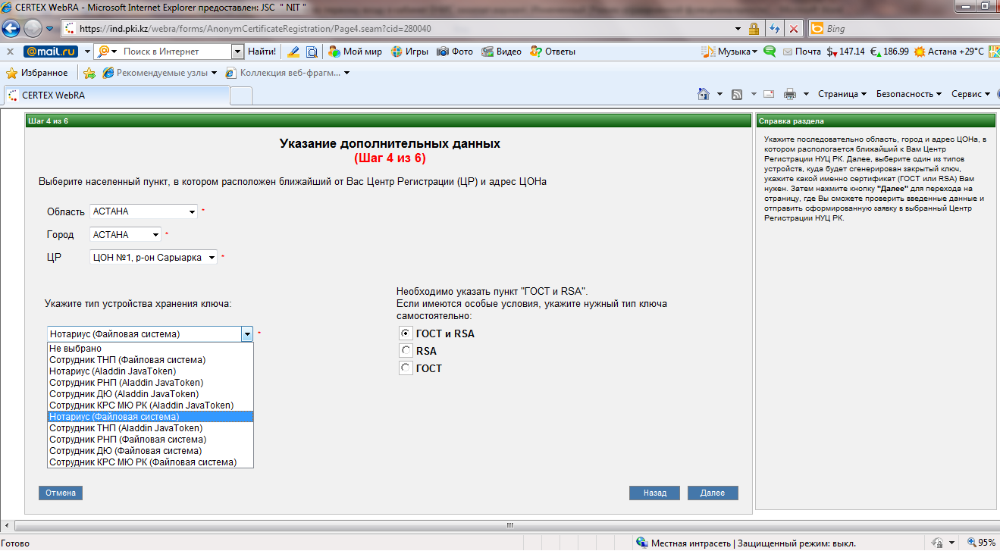 CERTEX WebRA - Microsoft Internet Explorer предоставлен: JSC " NIT "
https://ind.pki.kz/webra/forms/AnonymCertificateRegistration/Page4.seam?cid=280040
Bing
x @mail.ru Поиск в Интернет Найти! Мой мир Игры Фото Видео Ответы Музыка Почта $ 147.14 € 186.99 Астана +29°C
Избранное Рекомендуемые узлы Коллекция веб-фрагм...
CERTEX WebRA
Страница Безопасность Сервис
Шаг 4 из 6
Указание дополнительных данных
(Шаг 4 из 6)
Выберите населенный пункт, в котором расположен ближайший от Вас Центр Регистрации (ЦР) и адрес ЦОНа
Область АСТАНА *
Город АСТАНА *
ЦР ЦОН №1, р-он Сарыарка *
Укажите тип устройства хранения ключа:
Нотариус (Файловая система) *
Не выбрано
Сотрудник ТНП (Файловая система)
Нотариус (Aladdin JavaToken)
Сотрудник РНП (Aladdin JavaToken)
Сотрудник ДЮ (Aladdin JavaToken)
Сотрудник КРС МЮ РК (Aladdin JavaToken)
Нотариус (Файловая система)
Сотрудник ТНП (Aladdin JavaToken)
Сотрудник РНП (Файловая система)
Сотрудник ДЮ (Файловая система)
Сотрудник КРС МЮ РК (Файловая система)
Необходимо указать пункт "ГОСТ и RSA".
Если имеются особые условия, укажите нужный тип ключа
самостоятельно:
ГОСТ и RSA
RSA
ГОСТ
Отмена
Назад
Далее
Справка раздела
Укажите последовательно область, город и адрес ЦОНа, в
котором распологается ближайший к Вам Центр
Регистрации НУЦ РК. Далее, выберите один из типов
устройств, куда будет сгенерирован закрытый ключ,
укажите какой именно сертификат (ГОСТ или RSA) Вам
нужен. Затем нажмите кнопку "Далее" для перехода на
страницу, где Вы сможете проверить введенные данные и
отправить сформированную заявку в выбранный Центр
Регистрации НУЦ РК.
Готово
Местная интрасеть | Защищенный режим: выкл.
95%